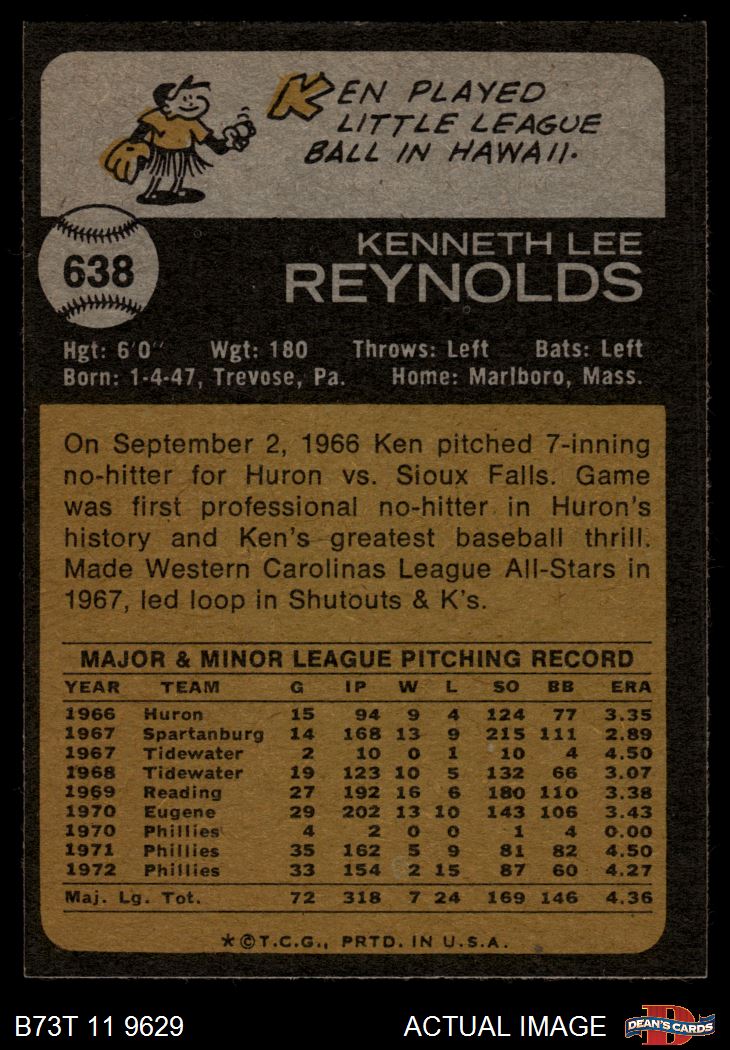 KEN PLAYED
LITTLE LEAGUE
BALL IN HAWAII.
638
KENNETH LEE
REYNOLDS
Hgt: 6'0" Wgt: 180 Throws: Left Bats: Left
Born: 1-4-47, Trevose, Pa. Home: Marlboro, Mass.
On September 2, 1966 Ken pitched 7-inning
no-hitter for Huron vs. Sioux Falls. Game
was first professional no-hitter in Huron's
history and Ken's greatest baseball thrill.
Made Western Carolinas League All-Stars in
1967, led loop in Shutouts & K's.
MAJOR & MINOR LEAGUE PITCHING RECORD
YEAR TEAM G IP W L SO BB ERA
1966 Huron 15 94 9 4 124 77 3.35
1967 Spartanburg 14 168 13 9 215 111 2.89
1967 Tidewater 2 10 0 1 10 4 4.50
1968 Tidewater 19 123 10 5 132 66 3.07
1969 Reading 27 192 16 6 180 110 3.38
1970 Eugene 29 202 13 10 143 106 3.43
1970 Phillies 4 2 0 0 1 4 0.00
1971 Phillies 35 162 5 9 81 82 4.50
1972 Phillies 33 154 2 15 87 60 4.27
Maj. Lg. Tot. 72 318 7 24 169 146 4.36
*©T.C.G., PRTD. IN U.S.A.
B73T 11 9629 ACTUAL IMAGE D DEAN'S CARDS